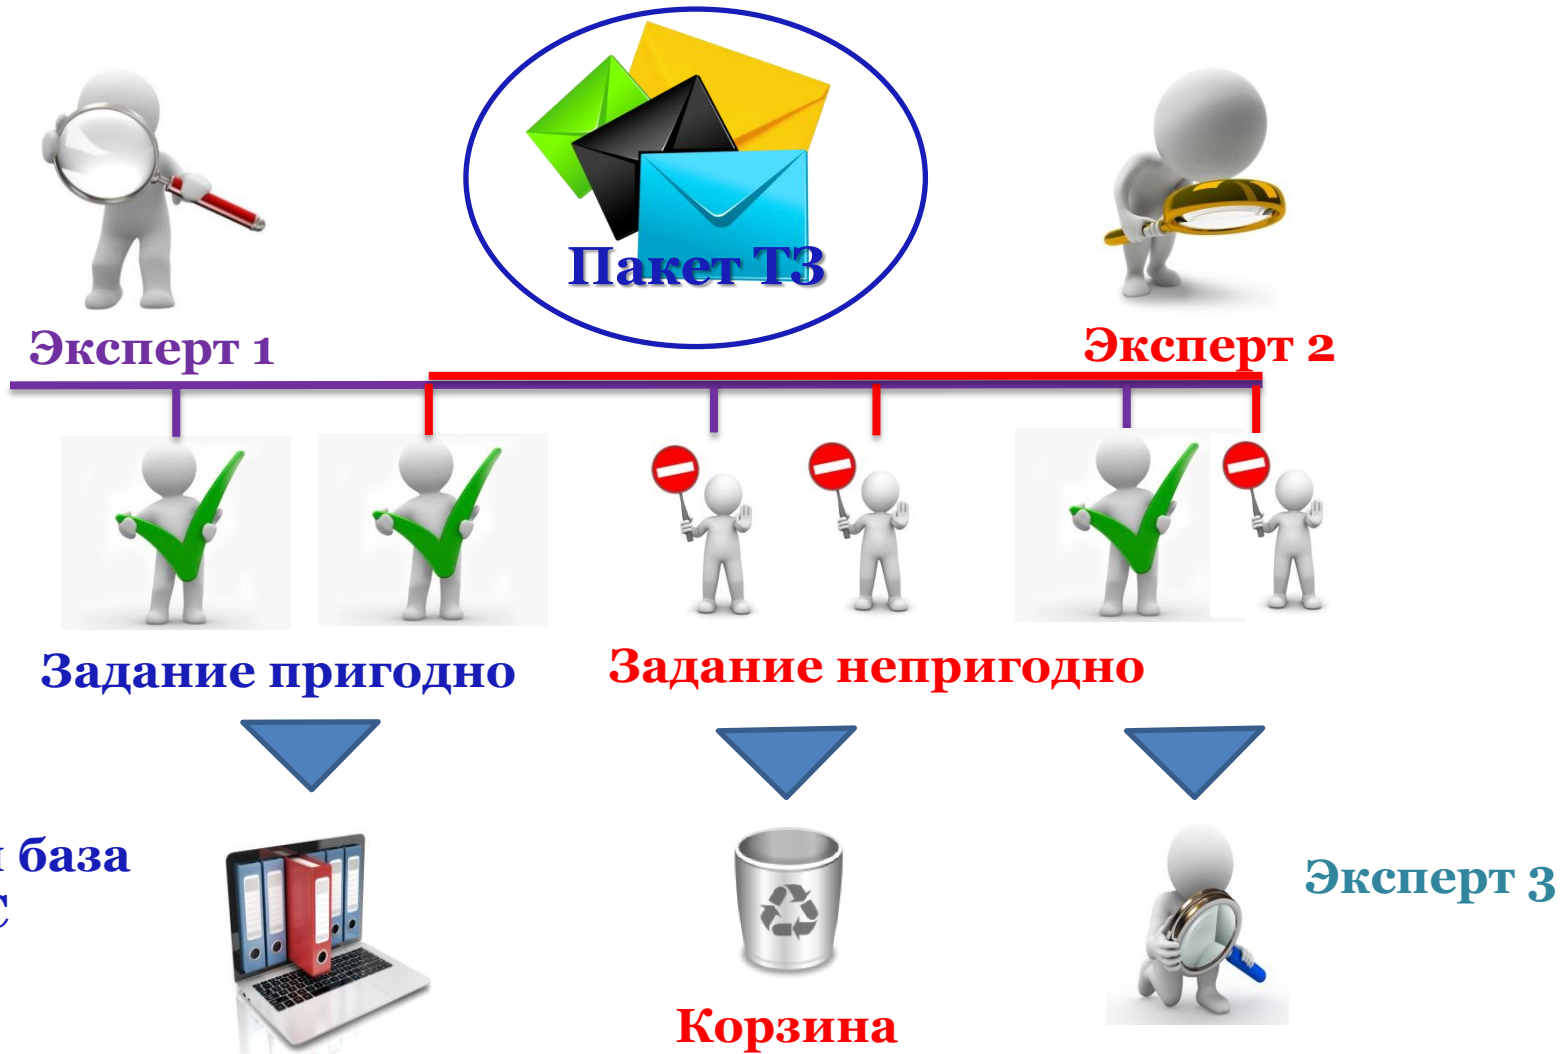 Пакет ТЗ
Эксперт 1
Эксперт 2
Задание пригодно
Задание непригодно
база
С
Эксперт 3
Корзина